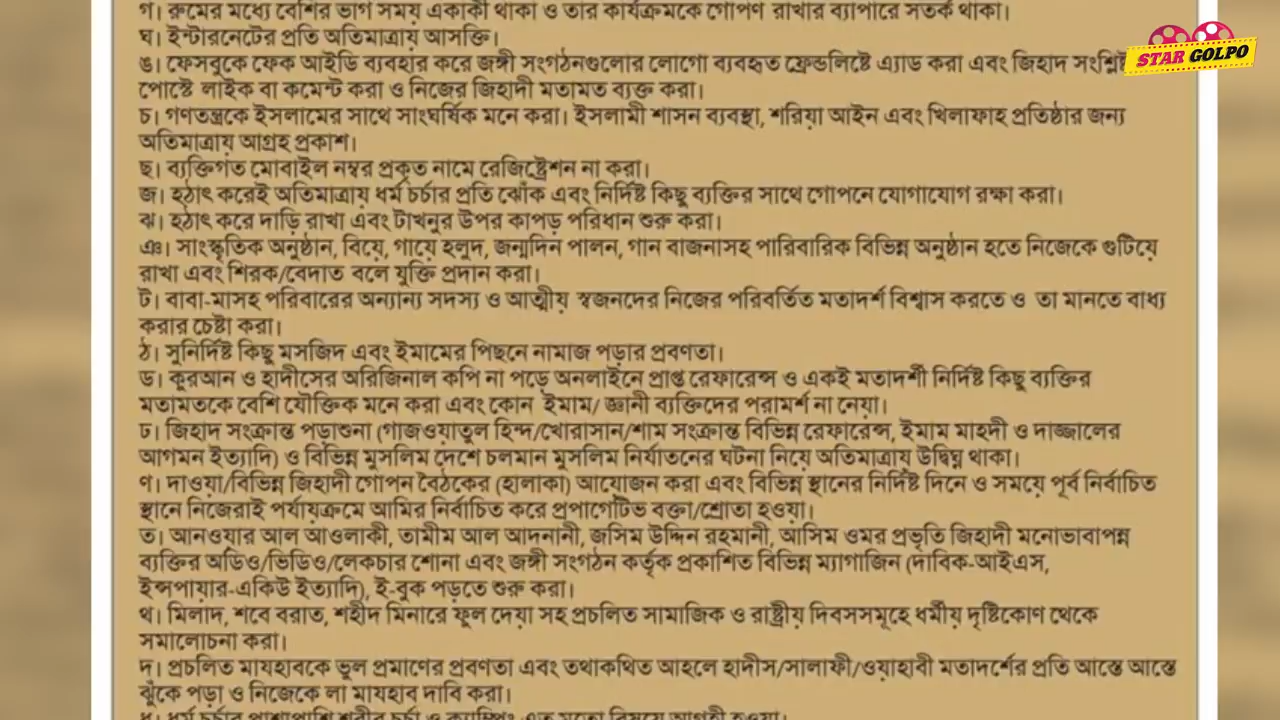 গ। রুমের মধ্যে বেশির ভাগ সময় একাকী থাকা ও তার কার্যক্রমকে গোপণ রাখার ব্যাপারে সতর্ক থাকা।
ঘ। ইন্টারনেটের প্রতি অতিমাত্রায় আসক্তি।
STAR GOLPO
ঙ। ফেসবুকে ফেক আইডি ব্যবহার করে জঙ্গী সংগঠনগুলোর লোগো ব্যবহৃত ফ্রেন্ডলিষ্টে এ্যাড করা এবং জিহাদ
পোস্টে লাইক বা কমেন্ট করা ও নিজের জিহাদী মতামত ব্যক্ত করা।
চ। গণতন্ত্রকে ইসলামের সাথে সাংঘর্ষিক মনে করা। ইসলামী শাসন ব্যবস্থা, শরিয়া আইন এবং খিলাফাহ প্রতিষ্ঠার জন্য
অতিমাত্রায় আগ্রহ প্রকাশ।
ছ। ব্যক্তিগত মোবাইল নম্বর প্রকৃত নামে রেজিষ্ট্রেশন না করা।
জ। হঠাৎ করেই অতিমাত্রায় ধর্ম চর্চার প্রতি ঝোঁক এবং নির্দিষ্ট কিছু ব্যক্তির সাথে গোপনে যোগাযোগ রক্ষা করা।
ঝ। হঠাৎ করে দাড়ি রাখা এবং টাখনুর উপর কাপড় পরিধান শুরু করা।
ঞ। সাংস্কৃতিক অনুষ্ঠান, বিয়ে, গায়ে হলুদ, জন্মদিন পালন, গান বাজনাসহ পারিবারিক বিভিন্ন অনুষ্ঠান হতে নিজেকে গুটিয়ে
রাখা এবং শিরক/বেদাত বলে যুক্তি প্রদান করা।
ট। বাবা-মাসহ পরিবারের অন্যান্য সদস্য ও আত্মীয় স্বজনদের নিজের পরিবর্তিত মতাদর্শ বিশ্বাস করতে ও তা মানতে বাধ্য
করার চেষ্টা করা।
ঠ। সুনির্দিষ্ট কিছু মসজিদ এবং ইমামের পিছনে নামাজ পড়ার প্রবণতা।
ড। কুরআন ও হাদীসের অরিজিনাল কপি না পড়ে অনলাইনে প্রাপ্ত রেফারেন্স ও একই মতাদর্শী নির্দিষ্ট কিছু ব্যক্তির
মতামতকে বেশি যৌক্তিক মনে করা এবং কোন ইমাম/ জ্ঞানী ব্যক্তিদের পরামর্শ না নেয়া।
ঢ। জিহাদ সংক্রান্ত পড়াশুনা (গাজওয়াতুল হিন্দ/খোরাসান/শাম সংক্রান্ত বিভিন্ন রেফারেন্স, ইমাম মাহদী ও দাজ্জালের
আগমন ইত্যাদি) ও বিভিন্ন মুসলিম দেশে চলমান মুসলিম নির্যাতনের ঘটনা নিয়ে অতিমাত্রায় উদ্বিঘ্ন থাকা।
ণ। দাওয়া/বিভিন্ন জিহাদী গোপন বৈঠকের (হালাকা) আয়োজন করা এবং বিভিন্ন স্থানের নির্দিষ্ট দিনে ও সময়ে পূর্ব নির্বাচিত
স্থানে নিজেরাই পর্যায়ক্রমে আমির নির্বাচিত করে প্রপাগেটিভ বক্তা/শ্রোতা হওয়া।
ত। আনওয়ার আল আওলাকী, তামীম আল আদনানী, জসিম উদ্দিন রহমানী, আসিম ওমর প্রভৃতি জিহাদী মনোভাবাপন্ন
ব্যক্তির অডিও/ভিডিও/লেকচার শোনা এবং জঙ্গী সংগঠন কর্তৃক প্রকাশিত বিভিন্ন ম্যাগাজিন (দাবিক-আইএস,
ইন্সপায়ার-একিউ ইত্যাদি), ই-বুক পড়তে শুরু করা।
থ। মিলাদ, শবে বরাত, শহীদ মিনারে ফুল দেয়া সহ প্রচলিত সামাজিক ও রাষ্ট্রীয় দিবসসমূহে ধর্মীয় দৃষ্টিকোণ থেকে
সমালোচনা করা।
দ। প্রচলিত মাযহাবকে ভুল প্রমাণের প্রবণতা এবং তথাকথিত আহলে হাদীস/সালাফী/ওয়াহাবী মতাদর্শের প্রতি আস্তে আস্তে
ঝুঁকে পড়া ও নিজেকে লা মাযহাব দাবি করা।